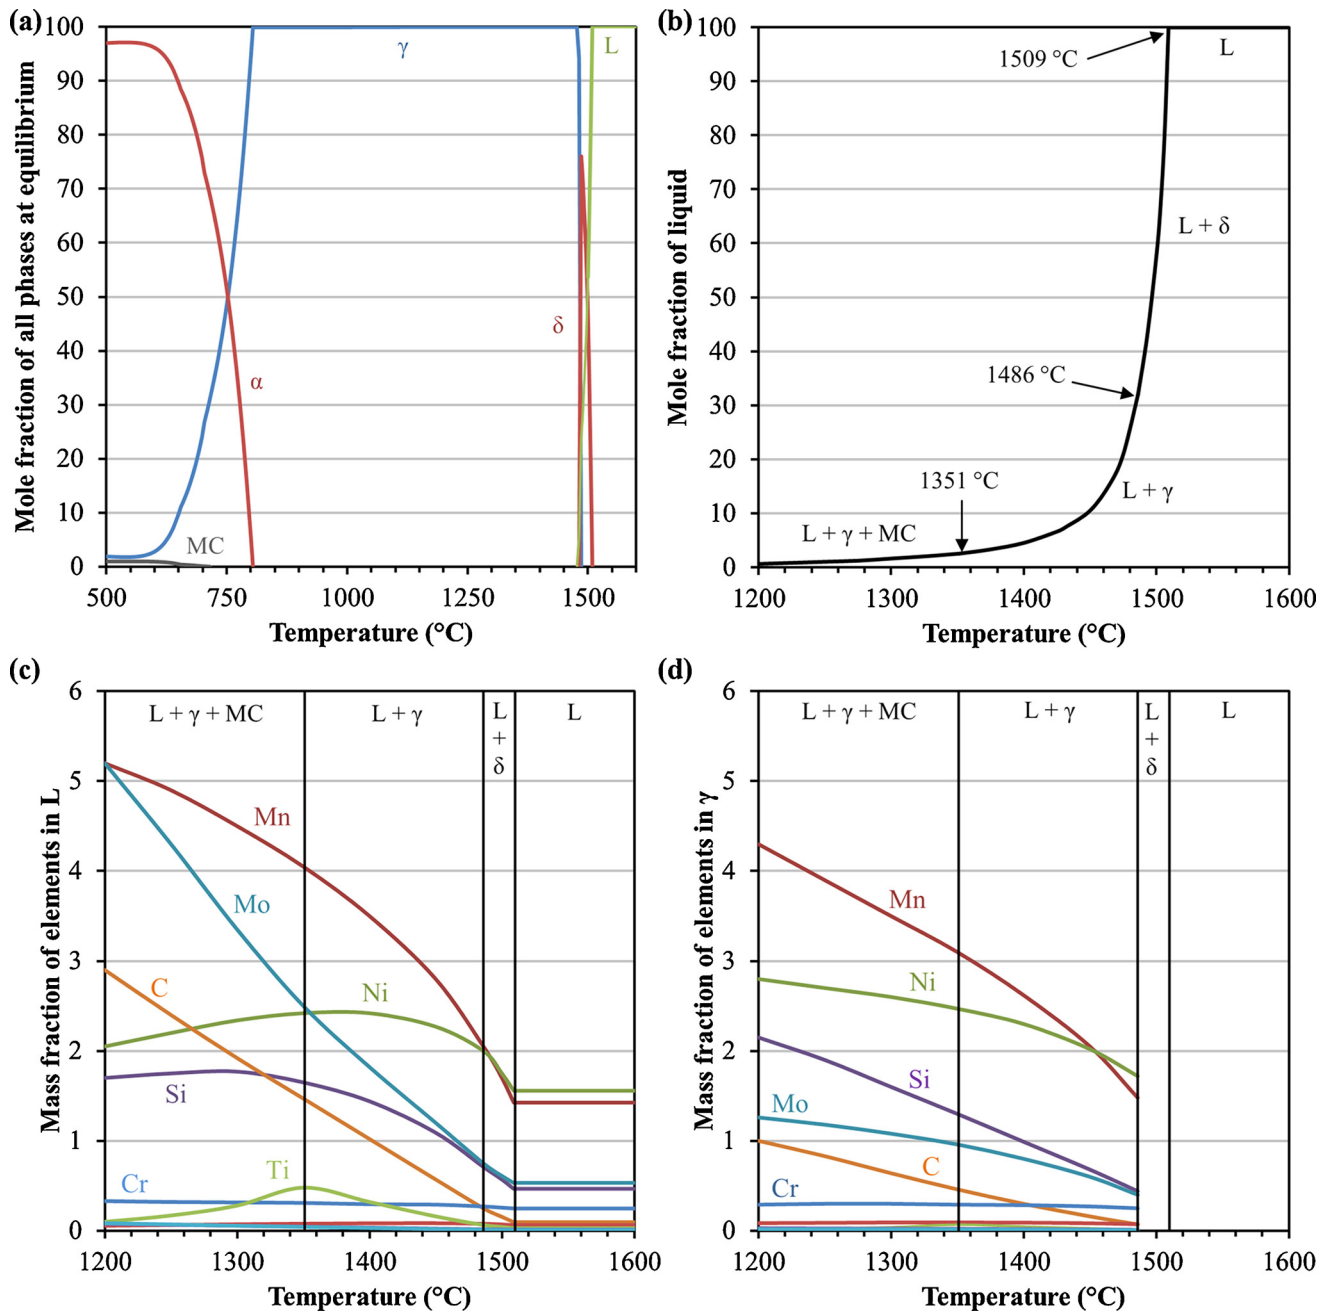 (a)
Mole fraction of all phases at equilibrium
100
90
80
70
60
50
40
30
20
10
0
γ
L
δ
α
MC
500 750 1000 1250 1500
Temperature (°C)
(b)
Mole fraction of liquid
100
90
80
70
60
50
40
30
20
10
0
1509 °C
L
L + δ
1486 °C
1351 °C
L + γ
L + γ + MC
1200 1300 1400 1500 1600
Temperature (°C)
(c)
Mass fraction of elements in L
6
5
4
3
2
1
0
L + γ + MC
L + γ
L
+
δ
L
Mn
Mo
C
Ni
Si
Ti
Cr
1200 1300 1400 1500 1600
Temperature (°C)
(d)
Mass fraction of elements in γ
6
5
4
3
2
1
0
L + γ + MC
L + γ
L
+
δ
L
Mn
Ni
Si
Mo
C
Cr
1200 1300 1400 1500 1600
Temperature (°C)